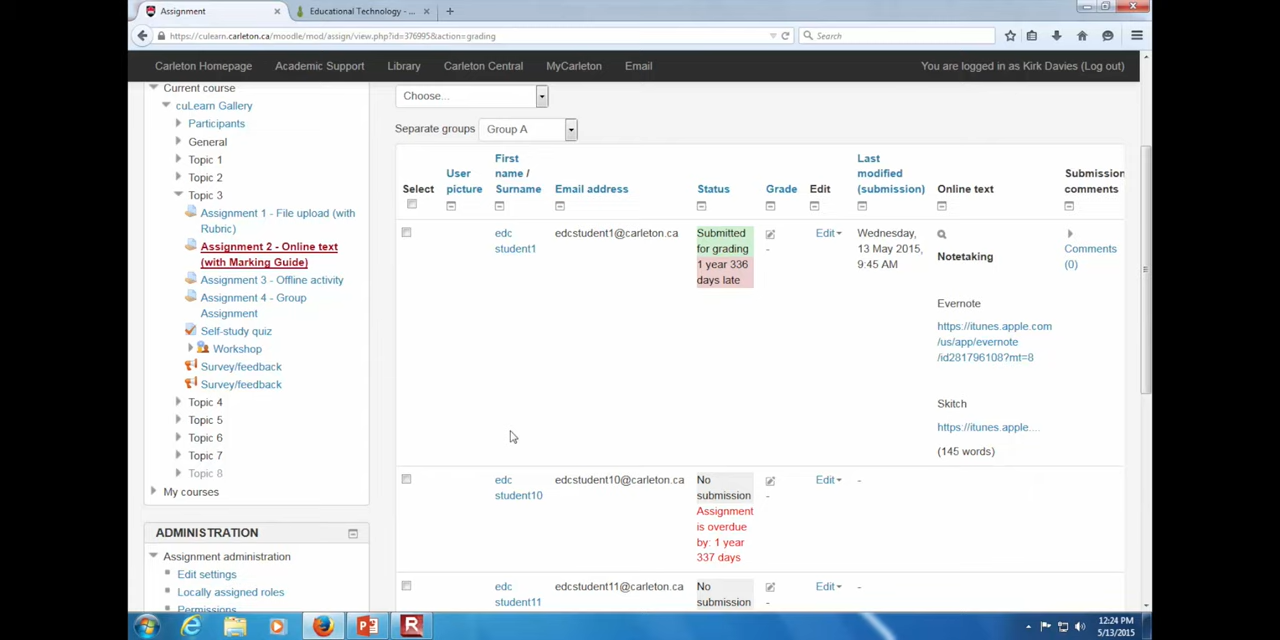 Assignment
Educational Technology - ...
https://culearn.carleton.ca/moodle/mod/assign/view.php?id=376995&action=grading
Search
Carleton Homepage
Academic Support
Library
Carleton Central
MyCarleton
Email
You are logged in as Kirk Davies (Log out)
Current course
cuLearn Gallery
Participants
General
Topic 1
Topic 2
Topic 3
Assignment 1 - File upload (with
Rubric)
Assignment 2 - Online text
(with Marking Guide)
Assignment 3 - Offline activity
Assignment 4 - Group
Assignment
Self-study quiz
Workshop
Survey/feedback
Survey/feedback
Topic 4
Topic 5
Topic 6
Topic 7
Topic 8
My courses
ADMINISTRATION
Assignment administration
Edit settings
Locally assigned roles
Permissions
Choose...
Separate groups
Group A
Select
User
picture
First
name /
Surname
Email address
Status
Grade
Edit
Last
modified
(submission)
Online text
Submission
comments
edc
student1
edcstudent1@carleton.ca
Submitted
for grading
1 year 336
days late
-
Edit
Wednesday,
13 May 2015,
9:45 AM
Notetaking
Evernote
https://itunes.apple.com
/us/app/evernote
/id281796108?mt=8
Skitch
https://itunes.apple....
(145 words)
Comments
(0)
edc
student10
edcstudent10@carleton.ca
No
submission
Assignment
is overdue
by: 1 year
337 days
-
Edit
-
edc
student11
edcstudent11@carleton.ca
No
submission
-
Edit
-
12:24 PM
5/13/2015